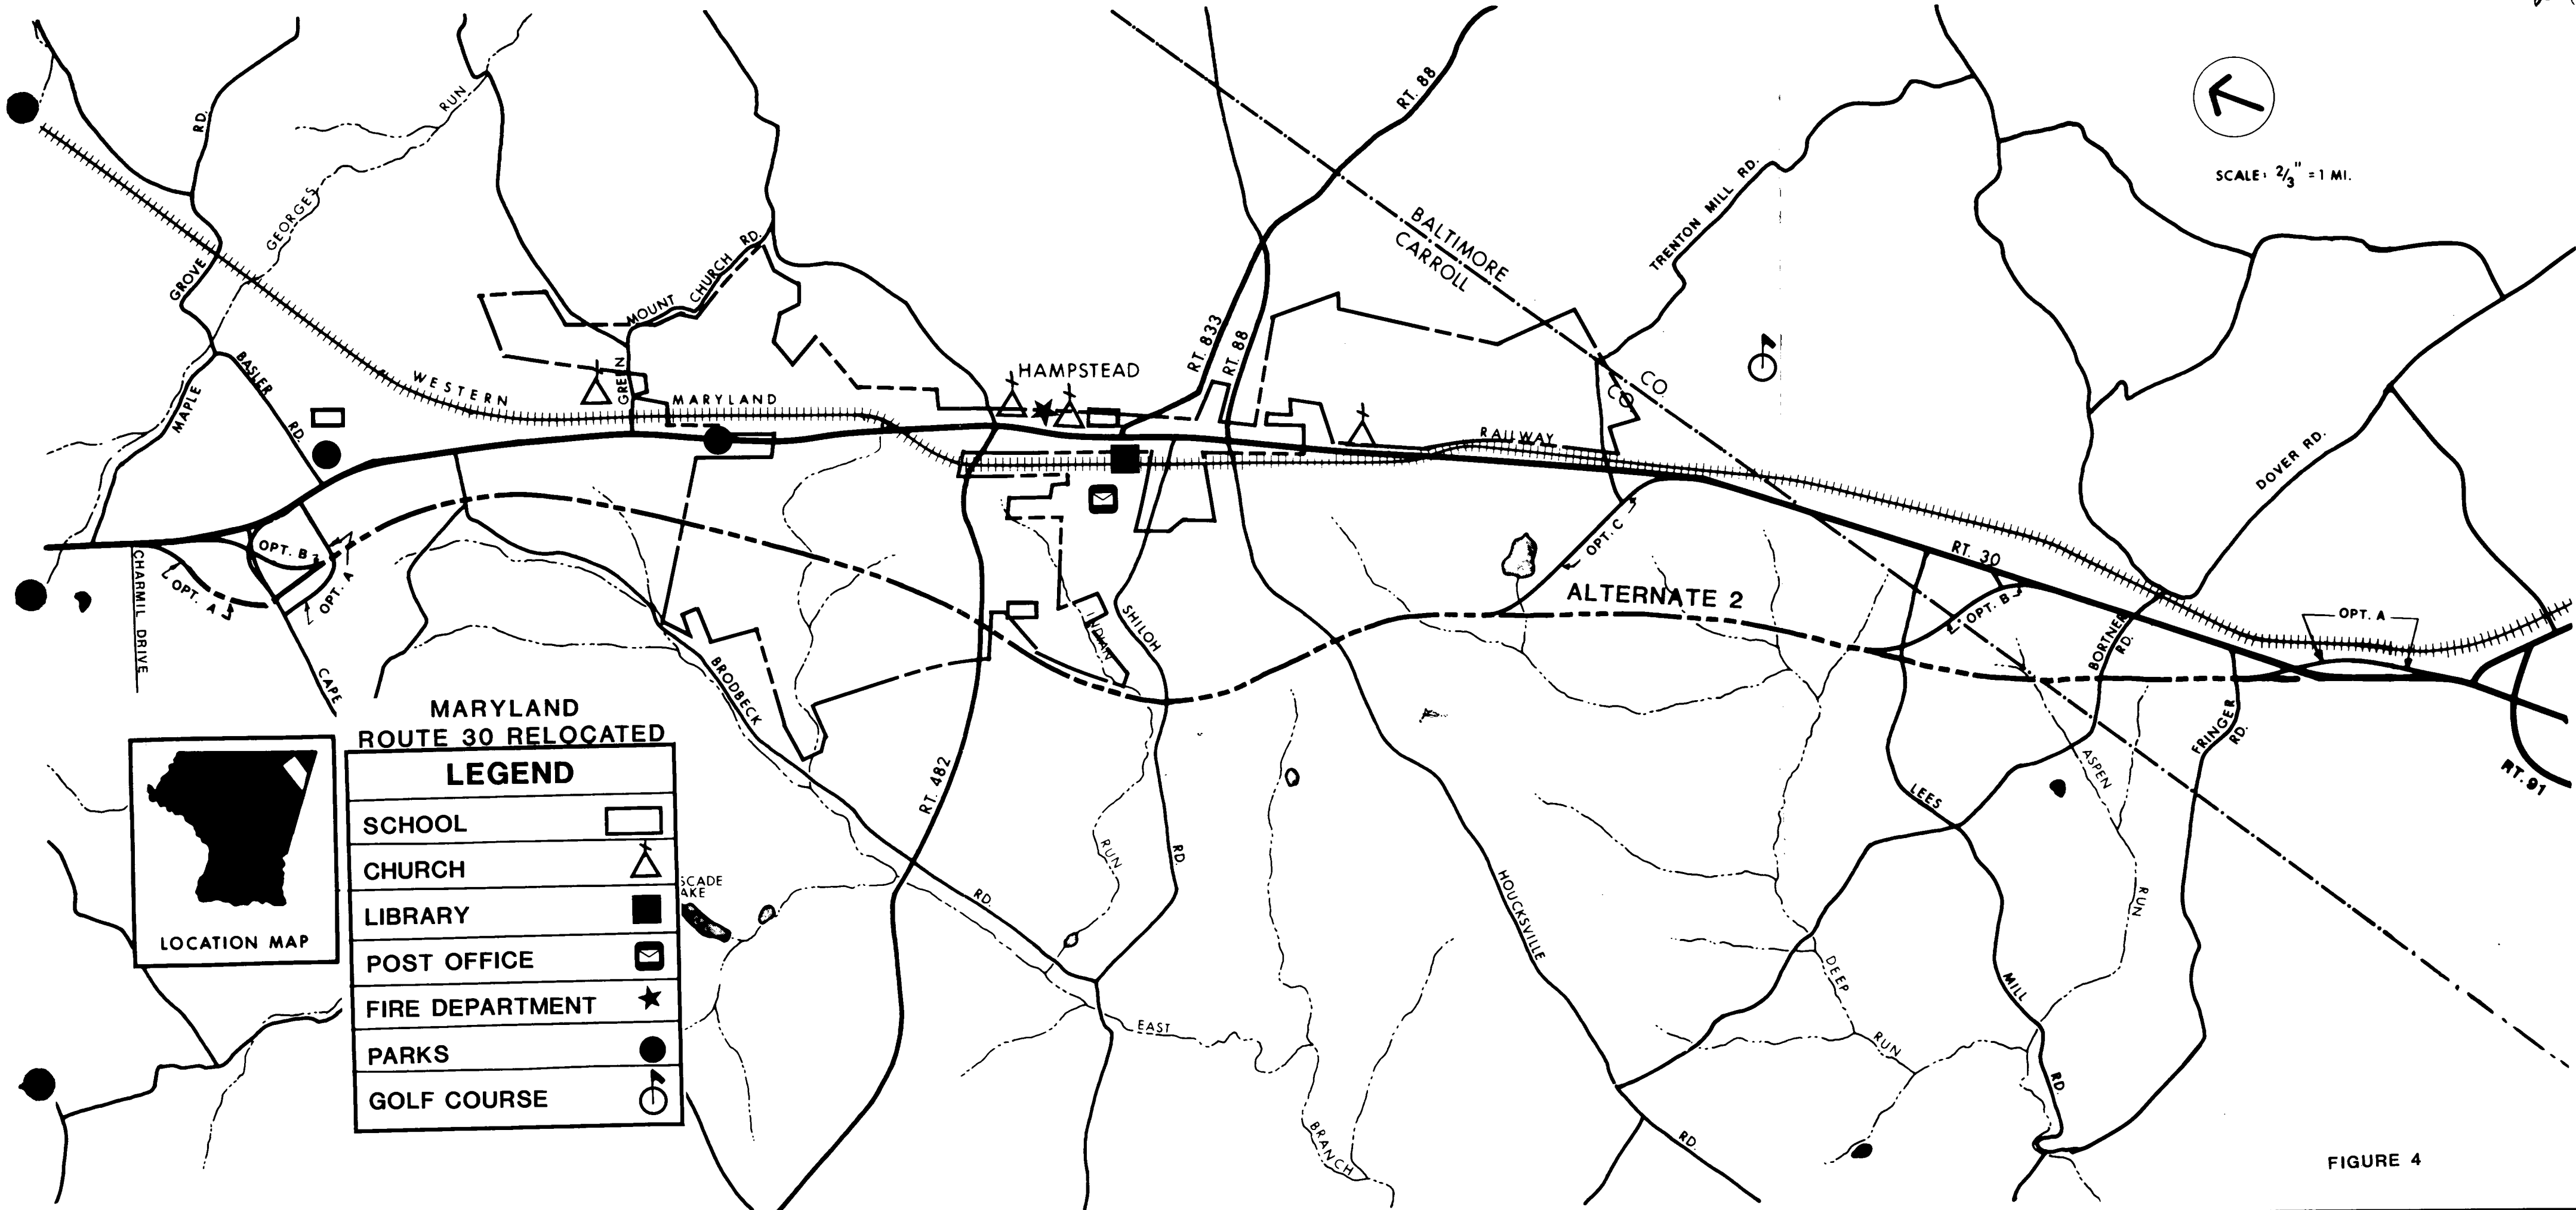 RT. 88
SCALE: 2/3" = 1 MI.
RD.
RUN
GEORGES
GROVE
MAPLE
BASLER
RD.
MOUNT CHURCH RD.
GREEN
WESTERN MARYLAND RAILWAY
HAMPSTEAD
RT. 833
RT. 88
BALTIMORE CO.
CARROLL CO.
TRENTON MILL RD.
DOVER RD.
RT. 30
OPT. B
OPT. A
OPT. A
CHARMIL DRIVE
CAPE
OPT. C
ALTERNATE 2
OPT. B
OPT. A
BORTNER RD.
FRINGER RD.
RT. 91
SHILOH
RD.
INDIAN
RUN
BRODBECK
RD.
RT. 482
HOUCKSVILLE
RD.
LEES
MILL
RD.
ASPEN
RUN
DEEP
RUN
EAST
BRANCH
SCADE
AKE
MARYLAND
ROUTE 30 RELOCATED
LEGEND
SCHOOL
CHURCH
LIBRARY
POST OFFICE
FIRE DEPARTMENT
PARKS
GOLF COURSE
LOCATION MAP
FIGURE 4